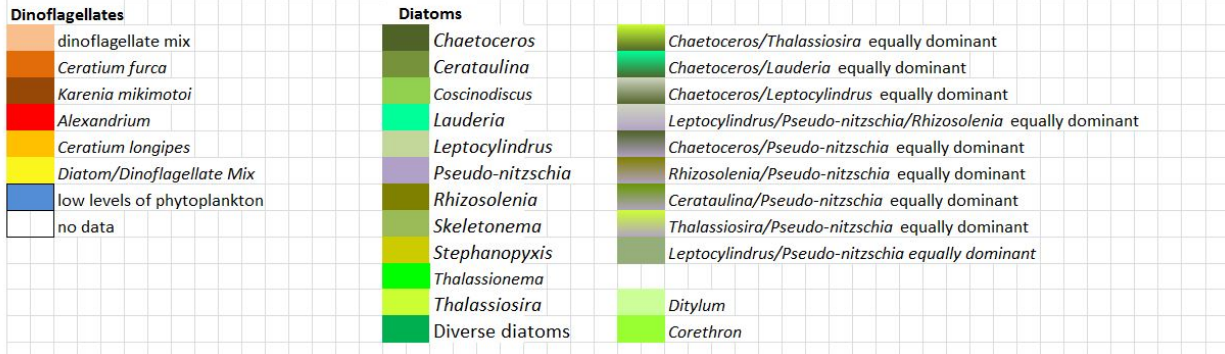 Dinoflagellates
dinoflagellate mix
Ceratium furca
Karenia mikimotoi
Alexandrium
Ceratium longipes
Diatom/Dinoflagellate Mix
low levels of phytoplankton
no data
Diatoms
Chaetoceros
Cerataulina
Coscinodiscus
Lauderia
Leptocylindrus
Pseudo-nitzschia
Rhizosolenia
Skeletonema
Stephanopyxis
Thalassionema
Thalassiosira
Diverse diatoms
Chaetoceros/Thalassiosira equally dominant
Chaetoceros/Lauderia equally dominant
Chaetoceros/Leptocylindrus equally dominant
Leptocylindrus/Pseudo-nitzschia/Rhizosolenia equally dominant
Chaetoceros/Pseudo-nitzschia equally dominant
Rhizosolenia/Pseudo-nitzschia equally dominant
Cerataulina/Pseudo-nitzschia equally dominant
Thalassiosira/Pseudo-nitzschia equally dominant
Leptocylindrus/Pseudo-nitzschia equally dominant
Ditylum
Corethron